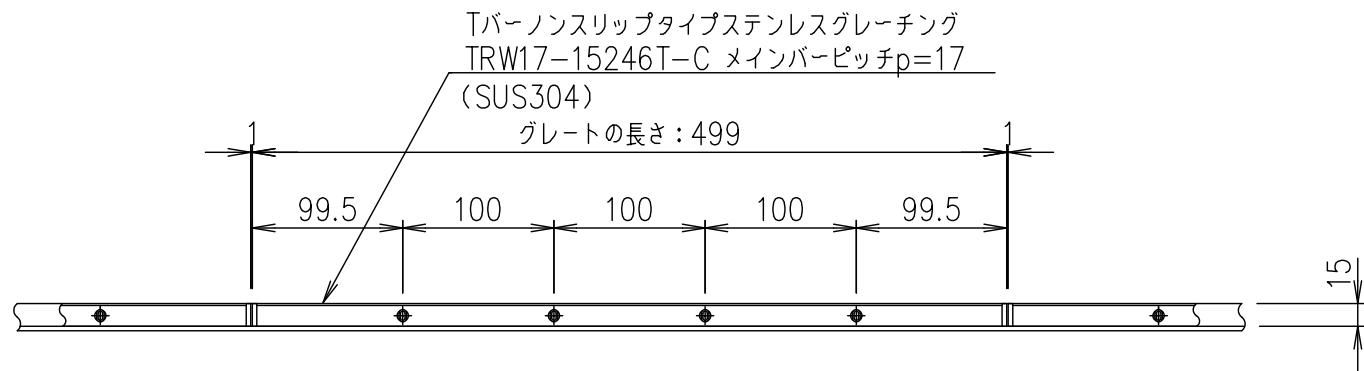 Tバーノンスリップタイプステンレスグレーチング
TRW17-15246T-C メインバーピッチp=17
(SUS304)
1 グレートの長さ：499 1
99.5 100 100 100 99.5
15